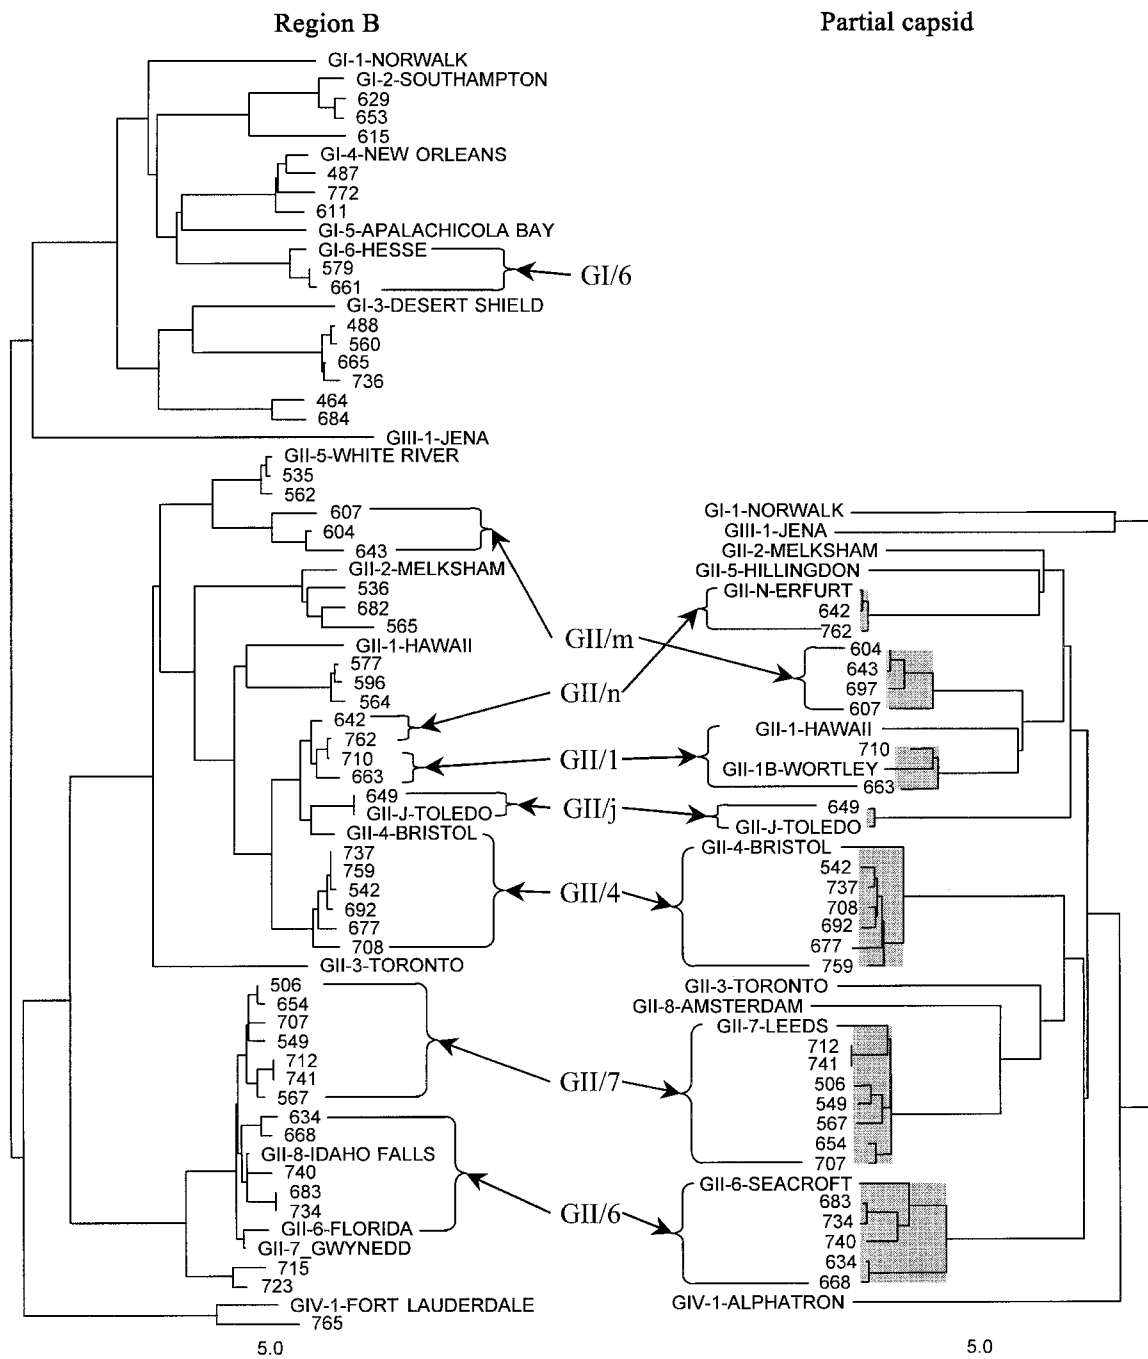 Region B
Partial capsid
GI-1-NORWALK
GI-2-SOUTHAMPTON
629
653
615
GI-4-NEW ORLEANS
487
772
611
GI-5-APALACHICOLA BAY
GI-6-HESSE
579
661
GI/6
GI-3-DESERT SHIELD
488
560
665
736
464
684
GIII-1-JENA
GII-5-WHITE RIVER
535
562
607
604
643
GII-2-MELKSHAM
536
682
565
GII-1-HAWAII
577
596
564
642
762
710
663
649
GII-J-TOLEDO
GII-4-BRISTOL
737
759
542
692
677
708
GII-3-TORONTO
506
654
707
549
712
741
567
634
668
GII-8-IDAHO FALLS
740
683
734
GII-6-FLORIDA
GII-7_GWYNEDD
715
723
GIV-1-FORT LAUDERDALE
765
5.0
GII/m
GII/n
GII/1
GII/j
GII/4
GII/7
GII/6
GI-1-NORWALK
GIII-1-JENA
GII-2-MELKSHAM
GII-5-HILLINGDON
GII-N-ERFURT
642
762
604
643
697
607
GII-1-HAWAII
710
GII-1B-WORTLEY
663
649
GII-J-TOLEDO
GII-4-BRISTOL
542
737
708
692
677
759
GII-3-TORONTO
GII-8-AMSTERDAM
GII-7-LEEDS
712
741
506
549
567
654
707
GII-6-SEACROFT
683
734
740
634
668
GIV-1-ALPHATRON
5.0